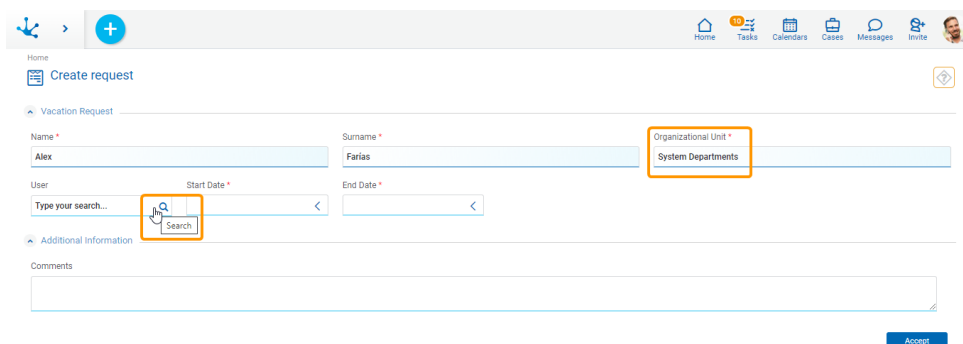 10
Home Tasks Calendars Cases Messages Invite
Home
Create request
?
Vacation Request
Name * Surname * Organizational Unit *
Alex Farías System Departments
User Start Date * End Date *
Type your search...
Search
Additional Information
Comments
Accept